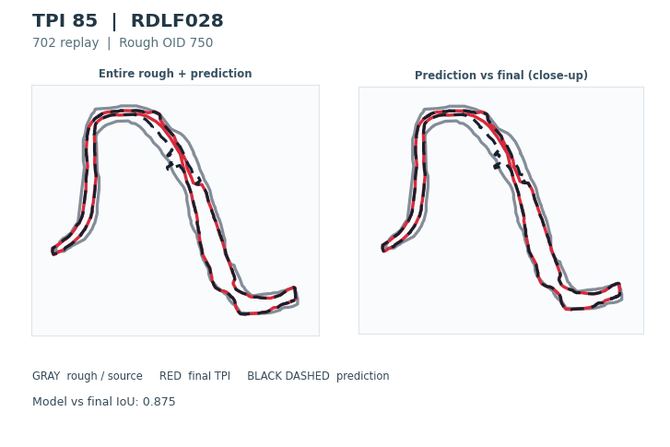 TPI 85 | RDLF028
702 replay | Rough OID 750
Entire rough + prediction
Prediction vs final (close-up)
GRAY rough / source RED final TPI BLACK DASHED prediction
Model vs final IoU: 0.875